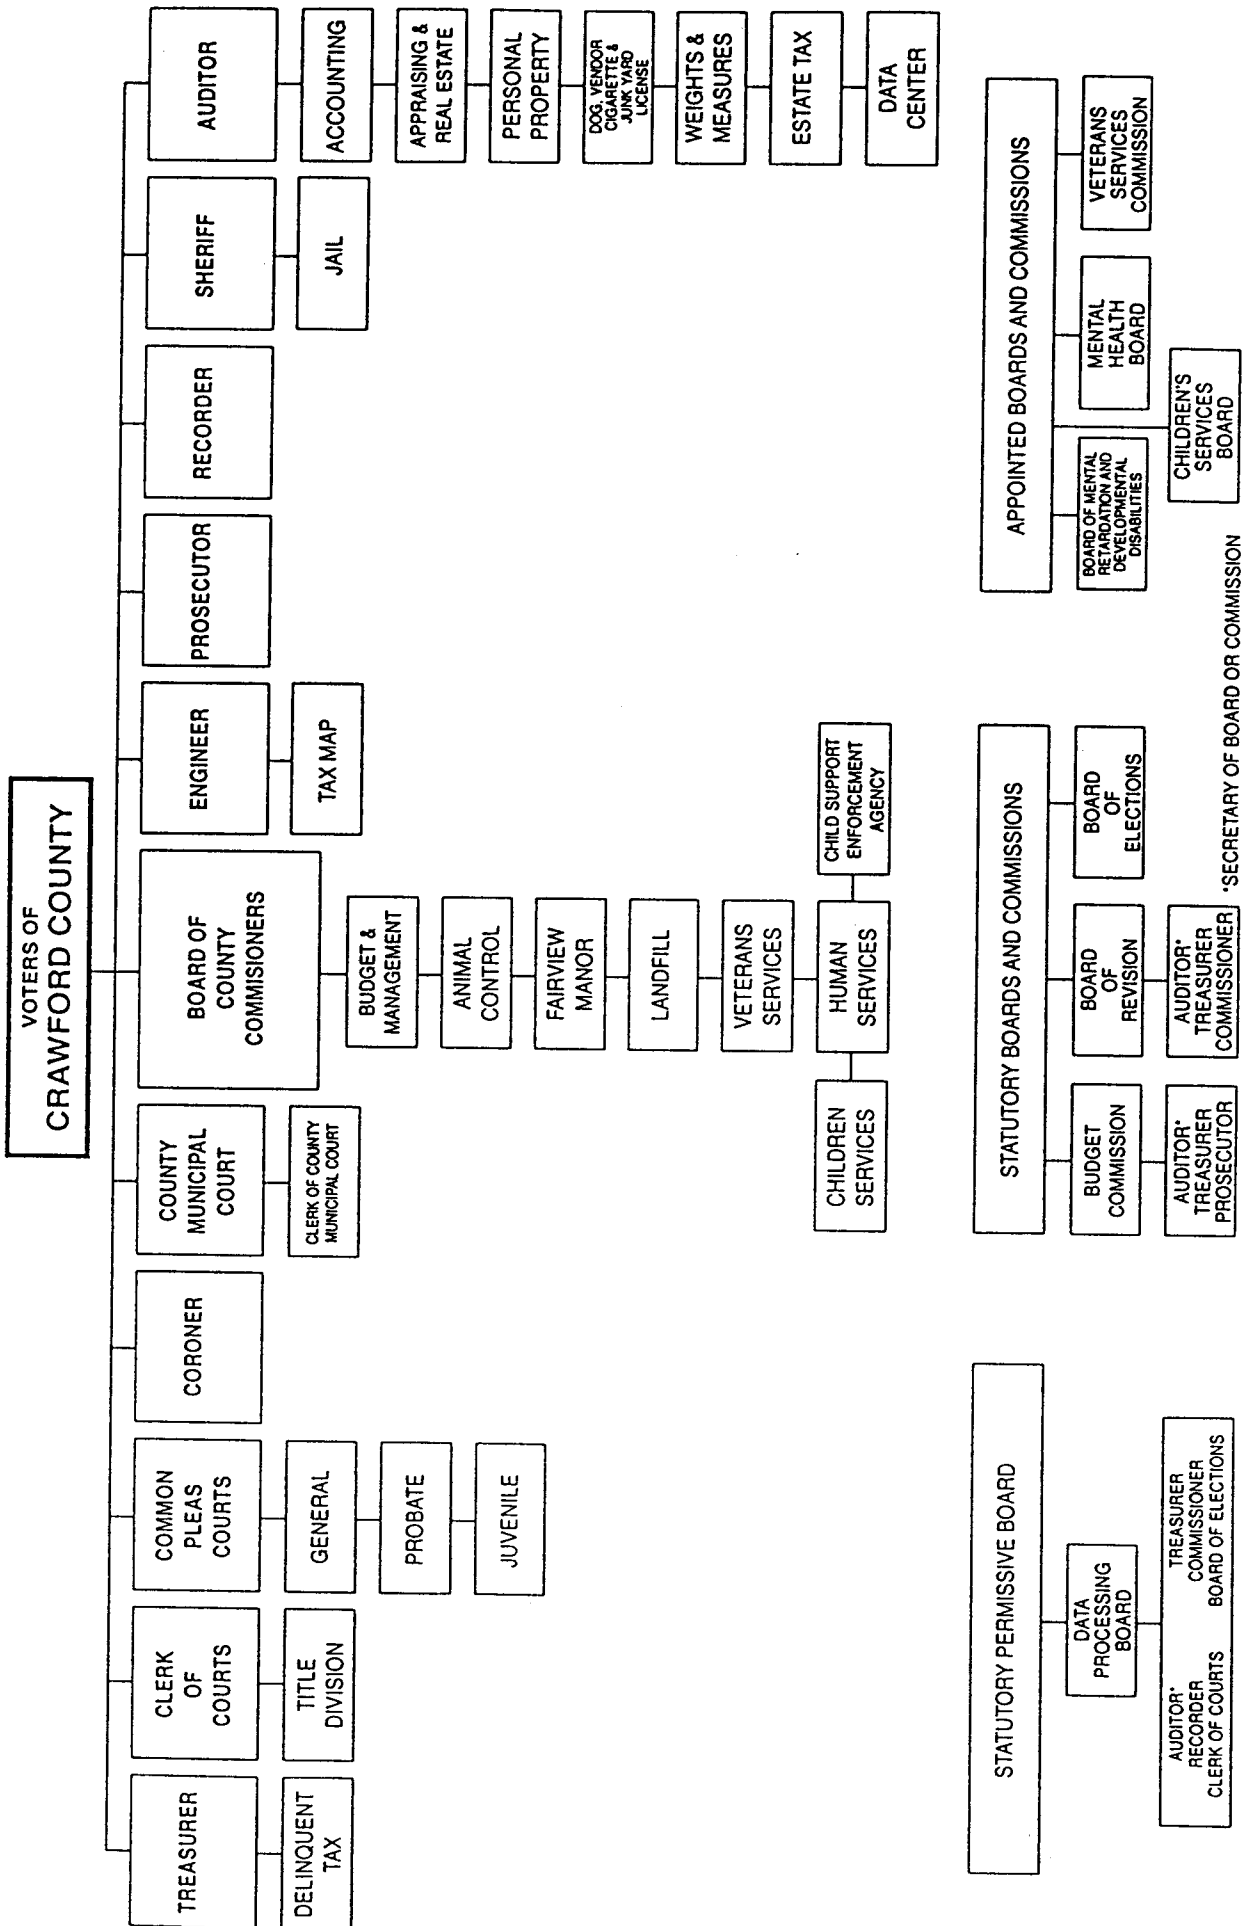 VOTERS OF
CRAWFORD COUNTY
TREASURER
DELINQUENT
TAX
CLERK
OF
COURTS
TITLE
DIVISION
COMMON
PLEAS
COURTS
GENERAL
PROBATE
JUVENILE
CORONER
COUNTY
MUNICIPAL
COURT
CLERK OF COUNTY
MUNICIPAL COURT
BOARD OF
COUNTY
COMMISIONERS
BUDGET &
MANAGEMENT
ANIMAL
CONTROL
FAIRVIEW
MANOR
LANDFILL
VETERANS
SERVICES
CHILDREN
SERVICES
HUMAN
SERVICES
CHILD SUPPORT
ENFORCEMENT
AGENCY
ENGINEER
TAX MAP
PROSECUTOR
RECORDER
SHERIFF
JAIL
AUDITOR
ACCOUNTING
APPRAISING &
REAL ESTATE
PERSONAL
PROPERTY
DOG, VENDOR
CIGARETTE &
JUNK YARD
LICENSE
WEIGHTS &
MEASURES
ESTATE TAX
DATA
CENTER
STATUTORY PERMISSIVE BOARD
DATA
PROCESSING
BOARD
AUDITOR*
RECORDER
CLERK OF COURTS
TREASURER
COMMISSIONER
BOARD OF ELECTIONS
STATUTORY BOARDS AND COMMISSIONS
BUDGET
COMMISSION
AUDITOR*
TREASURER
PROSECUTOR
BOARD
OF
REVISION
AUDITOR*
TREASURER
COMMISSIONER
BOARD
OF
ELECTIONS
APPOINTED BOARDS AND COMMISSIONS
BOARD OF MENTAL
RETARDATION AND
DEVELOPMENTAL
DISABILITIES
CHILDREN'S
SERVICES
BOARD
MENTAL
HEALTH
BOARD
VETERANS
SERVICES
COMMISSION
*SECRETARY OF BOARD OR COMMISSION